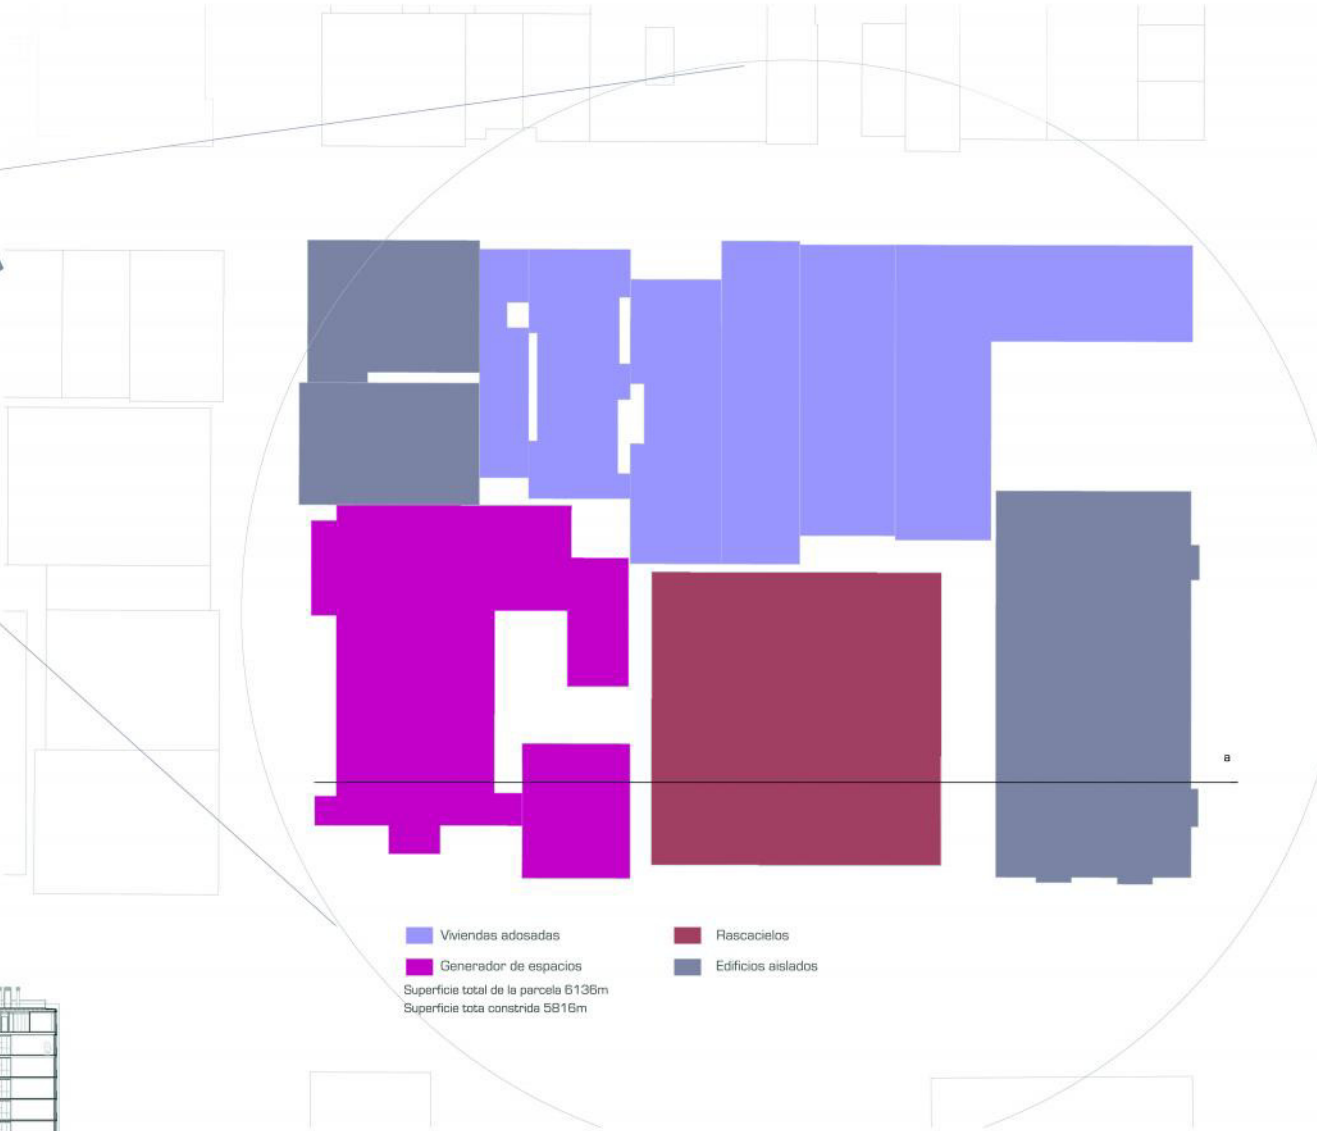 a
Viviendas adosadas
Rascacielos
Generador de espacios
Edificios aislados
Superficie total de la parcela 6136m
Superficie tota constrida 5816m